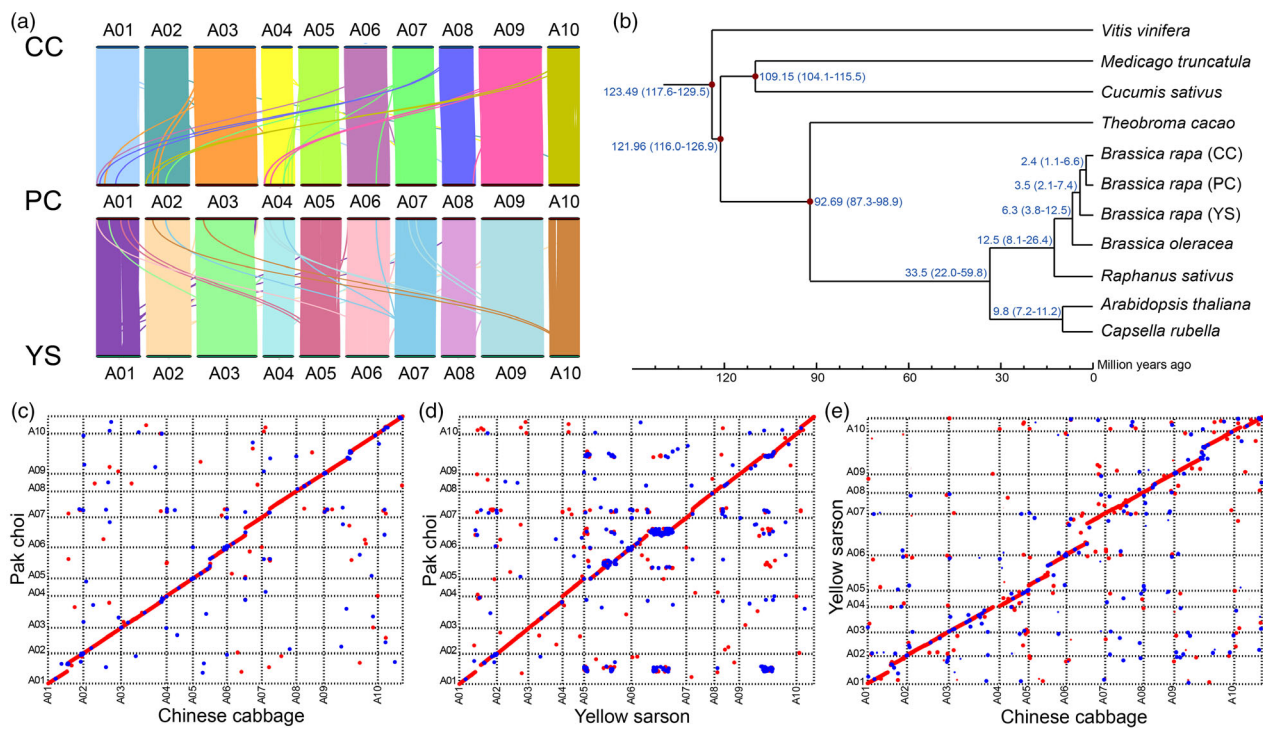 (a)
A01 A02 A03 A04 A05 A06 A07 A08 A09 A10
CC
PC
A01 A02 A03 A04 A05 A06 A07 A08 A09 A10
YS
A01 A02 A03 A04 A05 A06 A07 A08 A09 A10
(b)
Vitis vinifera
Medicago truncatula
109.15 (104.1-115.5)
123.49 (117.6-129.5)
Cucumis sativus
Theobroma cacao
121.96 (116.0-126.9)
Brassica rapa (CC)
2.4 (1.1-6.6)
Brassica rapa (PC)
3.5 (2.1-7.4)
92.69 (87.3-98.9)
6.3 (3.8-12.5)
Brassica rapa (YS)
12.5 (8.1-26.4)
Brassica oleracea
33.5 (22.0-59.8)
Raphanus sativus
9.8 (7.2-11.2)
Arabidopsis thaliana
Capsella rubella
Million years ago
120 90 60 30 0
(c)
Pak choi
A10
A09
A08
A07
A06
A05
A04
A03
A02
A01
A01 A02 A03 A04 A05 A06 A07 A08 A09 A10
Chinese cabbage
(d)
Pak choi
A10
A09
A08
A07
A06
A05
A04
A03
A02
A01
A01 A02 A03 A04 A05 A06 A07 A08 A09 A10
Yellow sarson
(e)
Yellow sarson
A10
A09
A08
A07
A06
A05
A04
A03
A02
A01
A01 A02 A03 A04 A05 A06 A07 A08 A09 A10
Chinese cabbage